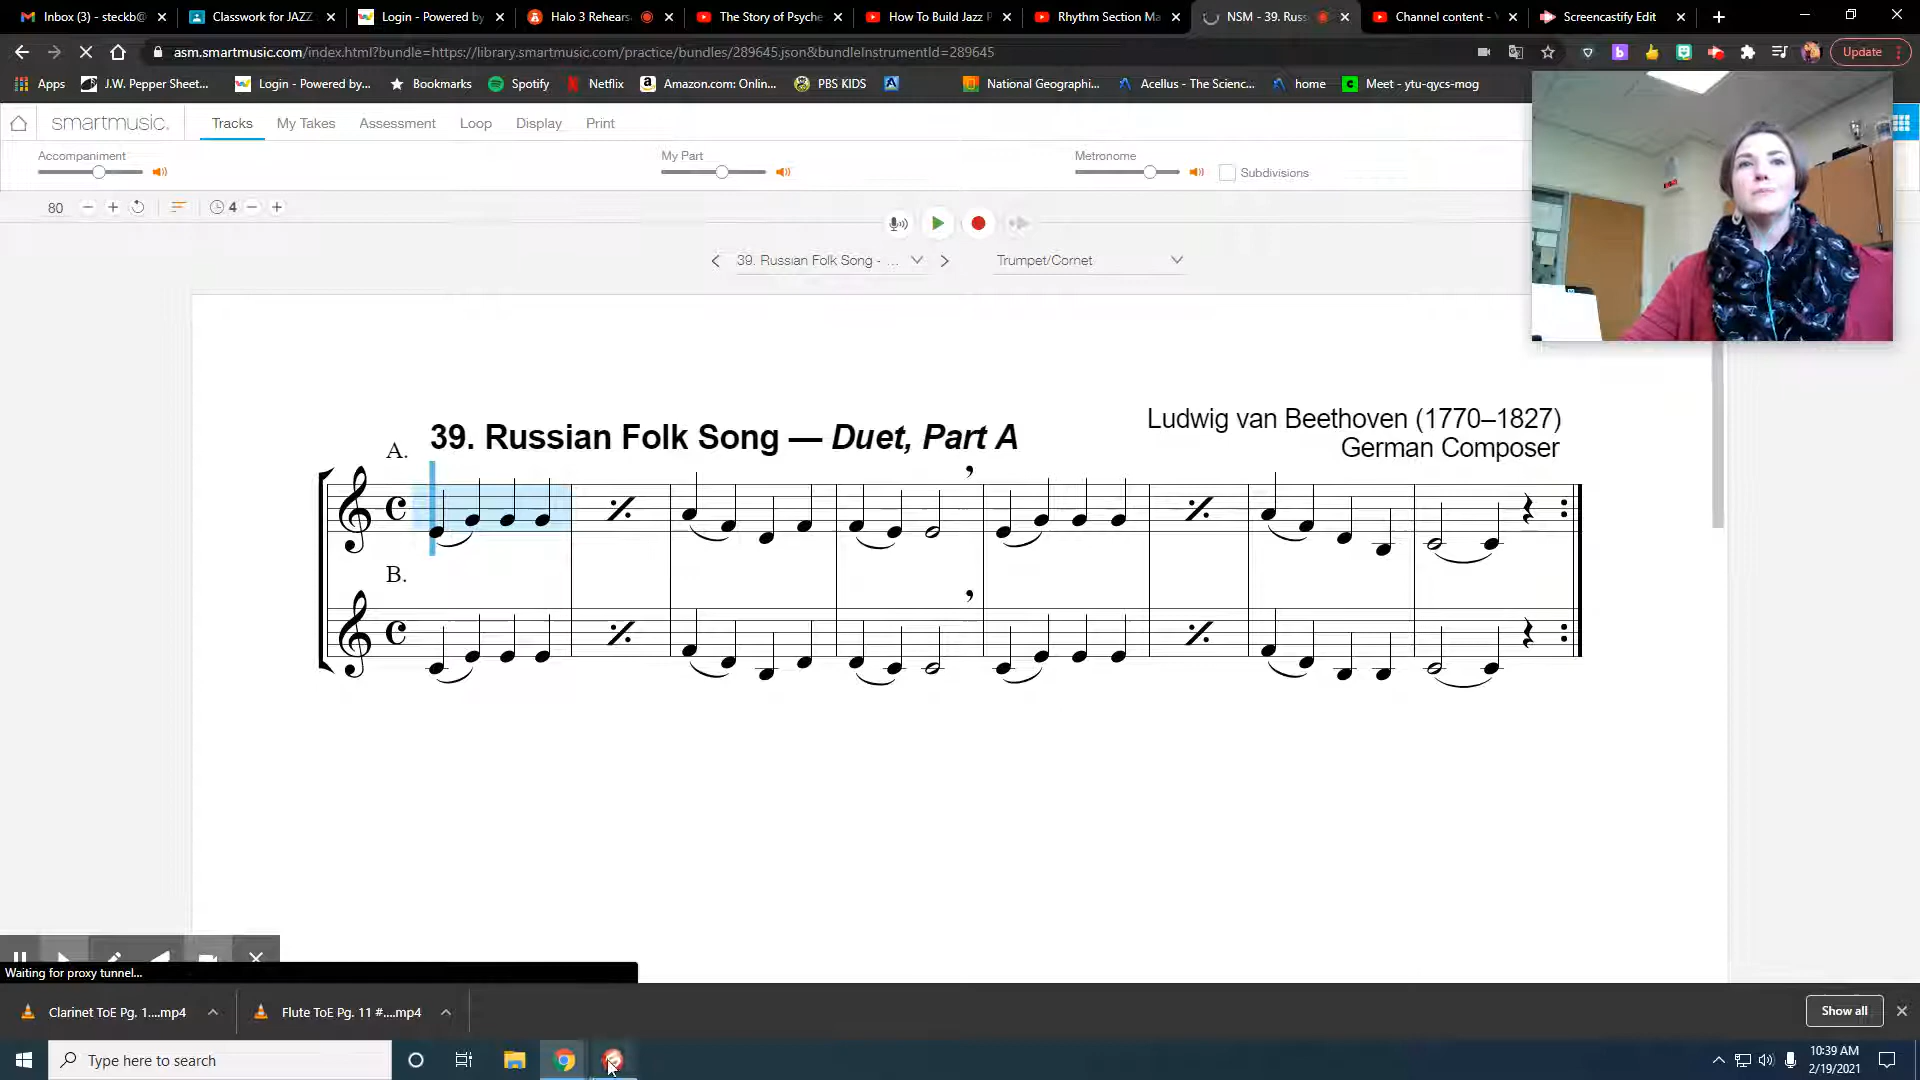 Inbox (3) - steckb@
Classwork for JAZZ
Login - Powered by
Halo 3 Rehears
The Story of Psyche
How To Build Jazz P
Rhythm Section Ma
NSM - 39. Russ
Channel content -
Screencastify Edit
asm.smartmusic.com/index.html?bundle=https://library.smartmusic.com/practice/bundles/289645.json&bundleInstrumentId=289645
Update
Apps
J.W. Pepper Sheet...
Login - Powered by...
Bookmarks
Spotify
Netflix
Amazon.com: Onlin...
PBS KIDS
National Geographi...
Acellus - The Scienc...
home
Meet - ytu-qycs-mog
smartmusic.
Tracks
My Takes
Assessment
Loop
Display
Print
Accompaniment
My Part
Metronome
Subdivisions
80
4
39. Russian Folk Song - ...
Trumpet/Cornet
39. Russian Folk Song — Duet, Part A
Ludwig van Beethoven (1770–1827)
German Composer
A.
B.
Waiting for proxy tunnel...
Clarinet ToE Pg. 1....mp4
Flute ToE Pg. 11 #....mp4
Show all
Type here to search
10:39 AM
2/19/2021